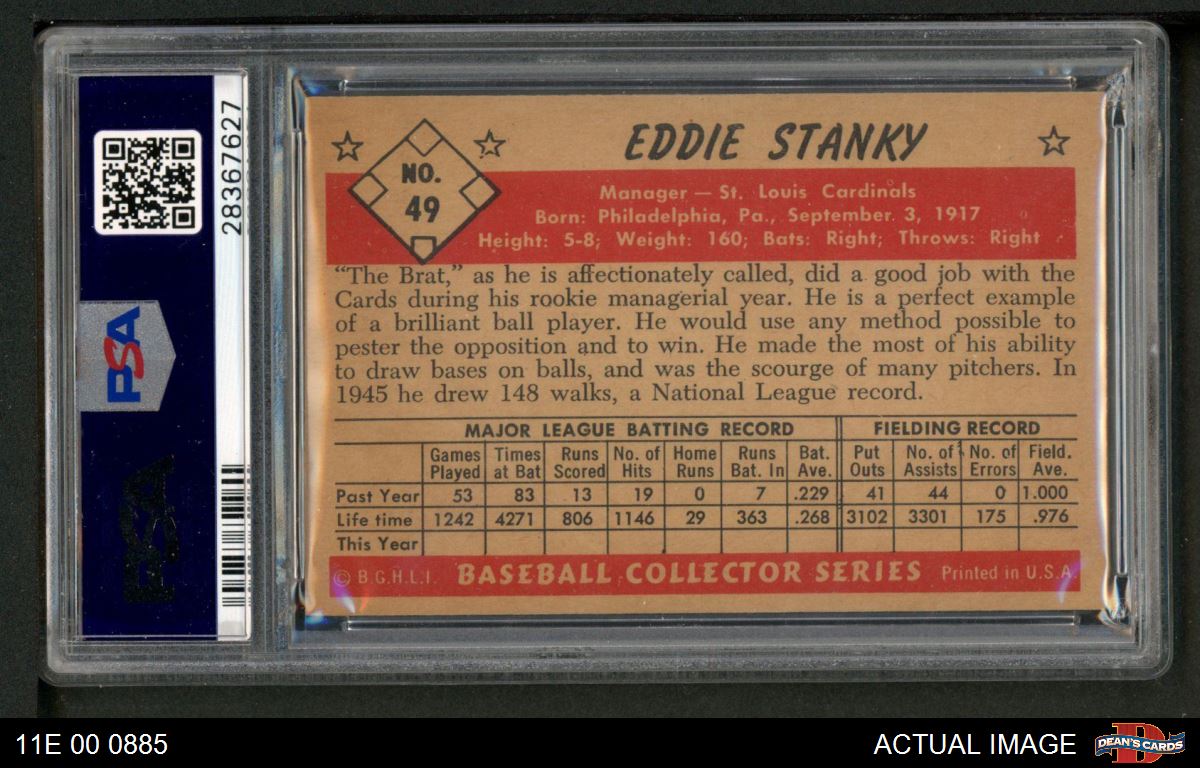 28367627
PSA
PSA
NO.
49
EDDIE STANKY
Manager — St. Louis Cardinals
Born: Philadelphia, Pa., September 3, 1917
Height: 5-8; Weight: 160; Bats: Right; Throws: Right
"The Brat," as he is affectionately called, did a good job with the
Cards during his rookie managerial year. He is a perfect example
of a brilliant ball player. He would use any method possible to
pester the opposition and to win. He made the most of his ability
to draw bases on balls, and was the scourge of many pitchers. In
1945 he drew 148 walks, a National League record.
MAJOR LEAGUE BATTING RECORD FIELDING RECORD
Games Times Runs No. of Home Runs Bat. Put No. of No. of Field.
Played at Bat Scored Hits Runs Bat. In Ave. Outs Assists Errors Ave.
Past Year 53 83 13 19 0 7 .229 41 44 0 1.000
Life time 1242 4271 806 1146 29 363 .268 3102 3301 175 .976
This Year
© B.G.H.L.I. BASEBALL COLLECTOR SERIES Printed in U.S.A.
11E 00 0885
ACTUAL IMAGE
D
DEAN'S CARDS